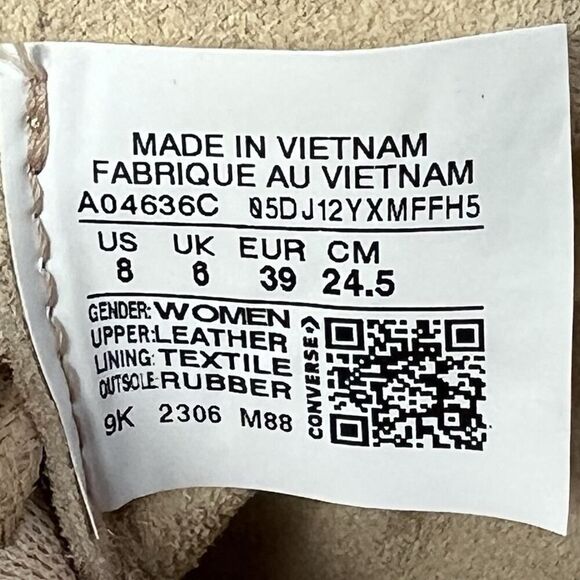 MADE IN VIETNAM
FABRIQUE AU VIETNAM
A04636C 05DJ12YXMFFH5
US UK EUR CM
8 6 39 24.5
GENDER: WOMEN
UPPER: LEATHER
LINING: TEXTILE
OUTSOLE: RUBBER
9K 2306 M88
CONVERSE